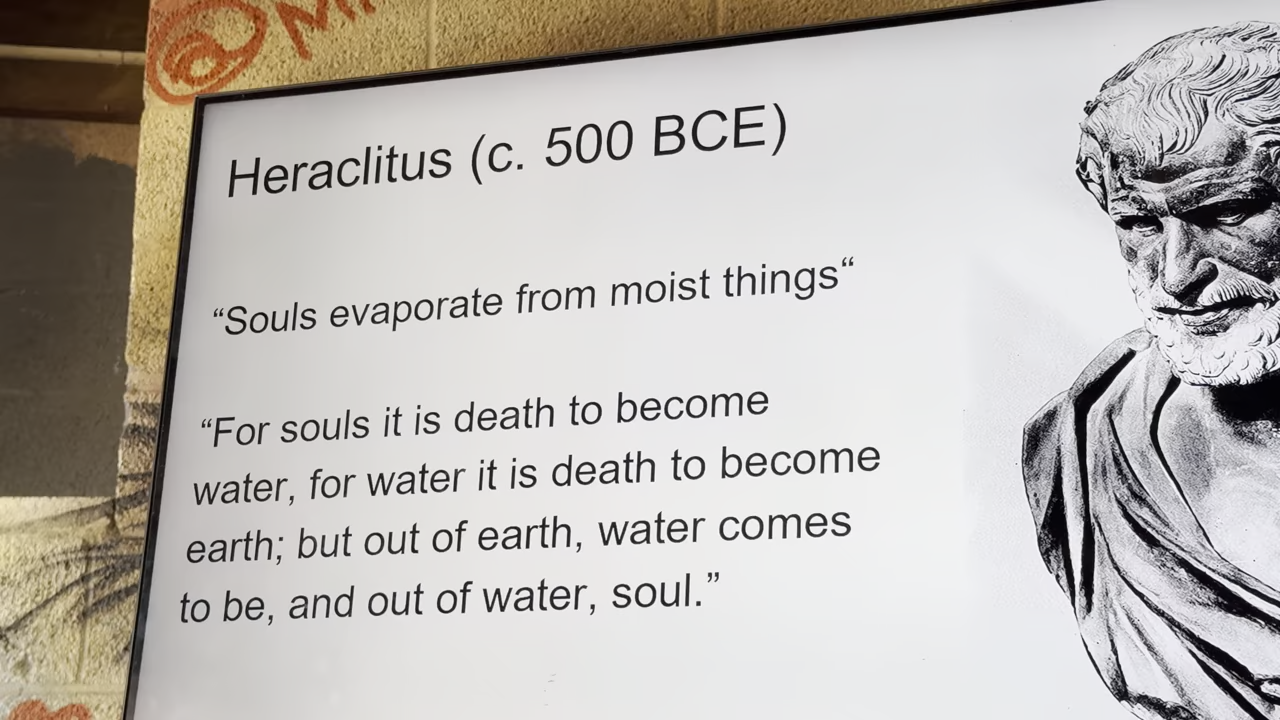 Heraclitus (c. 500 BCE)
“Souls evaporate from moist things“
“For souls it is death to become
water, for water it is death to become
earth; but out of earth, water comes
to be, and out of water, soul.”